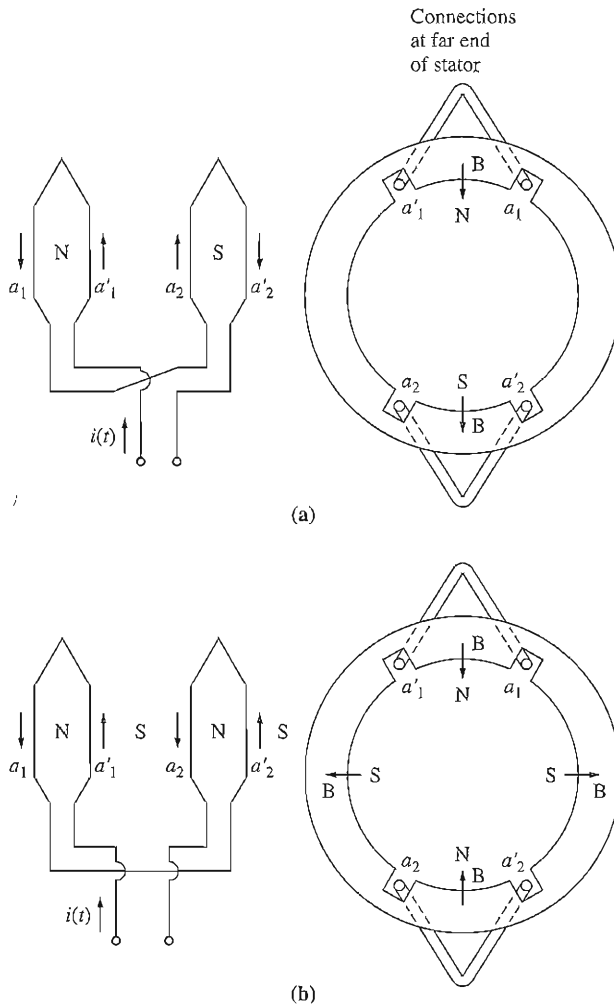 Connections
at far end
of stator
B
N
a'1
a1
N
S
a1
a'1
a2
a'2
a2
S
a'2
B
i(t)
(a)
B
N
a'1
a1
N
S
N
S
a1
a'1
a2
a'2
B
S
S
B
a2
N
B
a'2
i(t)
(b)